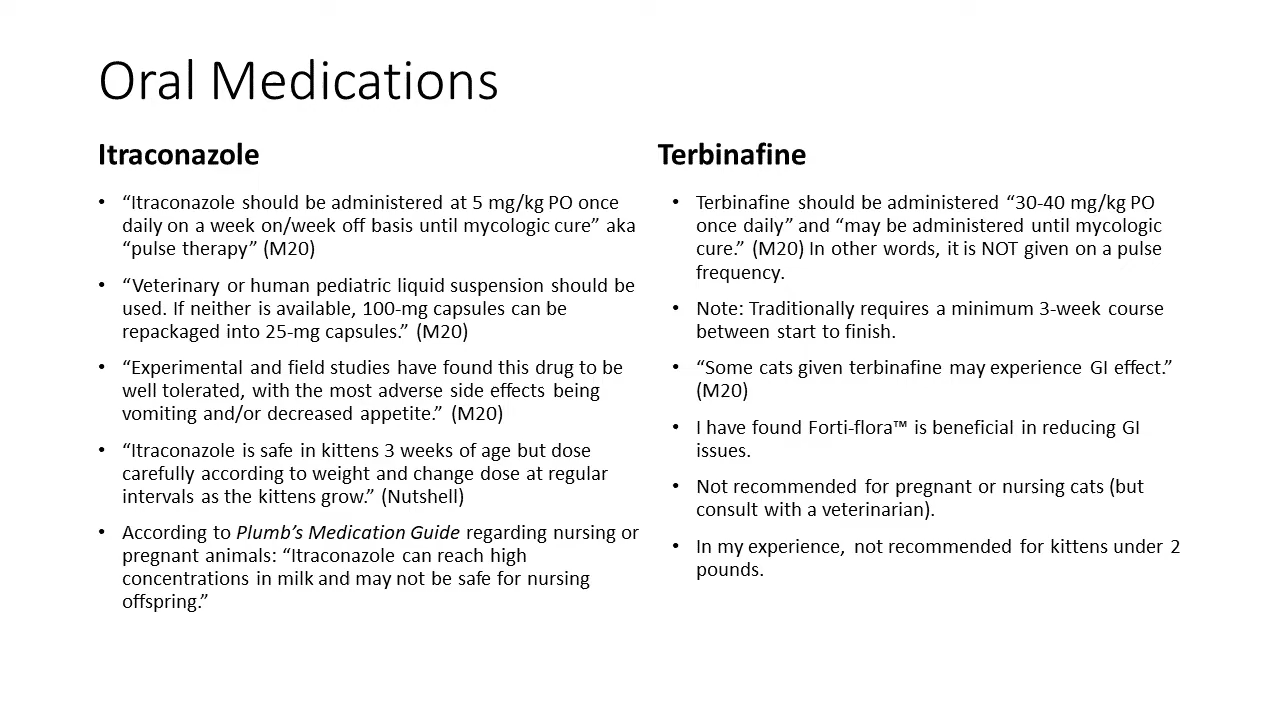 Oral Medications
Itraconazole
• “Itraconazole should be administered at 5 mg/kg PO once
daily on a week on/week off basis until mycologic cure” aka
“pulse therapy” (M20)
• “Veterinary or human pediatric liquid suspension should be
used. If neither is available, 100-mg capsules can be
repackaged into 25-mg capsules.” (M20)
• “Experimental and field studies have found this drug to be
well tolerated, with the most adverse side effects being
vomiting and/or decreased appetite.” (M20)
• “Itraconazole is safe in kittens 3 weeks of age but dose
carefully according to weight and change dose at regular
intervals as the kittens grow.” (Nutshell)
• According to Plumb’s Medication Guide regarding nursing or
pregnant animals: “Itraconazole can reach high
concentrations in milk and may not be safe for nursing
offspring.”
Terbinafine
• Terbinafine should be administered “30-40 mg/kg PO
once daily” and “may be administered until mycologic
cure.” (M20) In other words, it is NOT given on a pulse
frequency.
• Note: Traditionally requires a minimum 3-week course
between start to finish.
• “Some cats given terbinafine may experience GI effect.”
(M20)
• I have found Forti-flora™ is beneficial in reducing GI
issues.
• Not recommended for pregnant or nursing cats (but
consult with a veterinarian).
• In my experience, not recommended for kittens under 2
pounds.